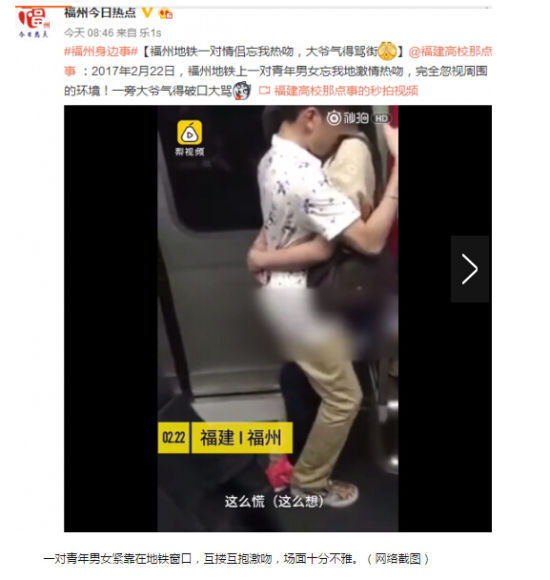 福州
今日热点
福州今日热点
今天 08:46 来自 乐1s
#福州身边事#【福州地铁一对情侣忘我热吻，大爷气得骂街】@福建高校那点
事 ：2017年2月22日，福州地铁上一对青年男女忘我地激情热吻，完全忽视周围
的环境！一旁大爷气得破口大骂 福建高校那点事的秒拍视频
梨视频
秒拍 HD
02.22 福建 | 福州
这么慌（这么想）
一对青年男女紧靠在地铁窗口，互搂互抱激吻，场面十分不雅。（网络截图）